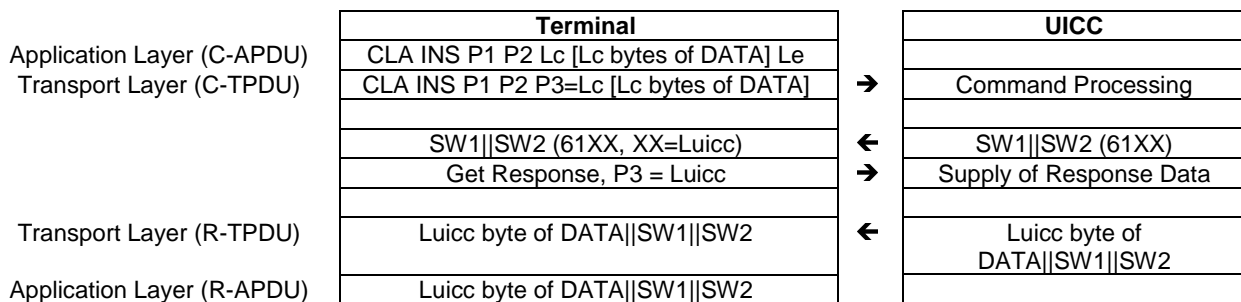 Terminal UICC
Application Layer (C-APDU) CLA INS P1 P2 Lc [Lc bytes of DATA] Le
Transport Layer (C-TPDU) CLA INS P1 P2 P3=Lc [Lc bytes of DATA] ➔ Command Processing
SW1||SW2 (61XX, XX=Luicc) 🡸 SW1||SW2 (61XX)
Get Response, P3 = Luicc ➔ Supply of Response Data
Transport Layer (R-TPDU) Luicc byte of DATA||SW1||SW2 🡸 Luicc byte of
DATA||SW1||SW2
Application Layer (R-APDU) Luicc byte of DATA||SW1||SW2